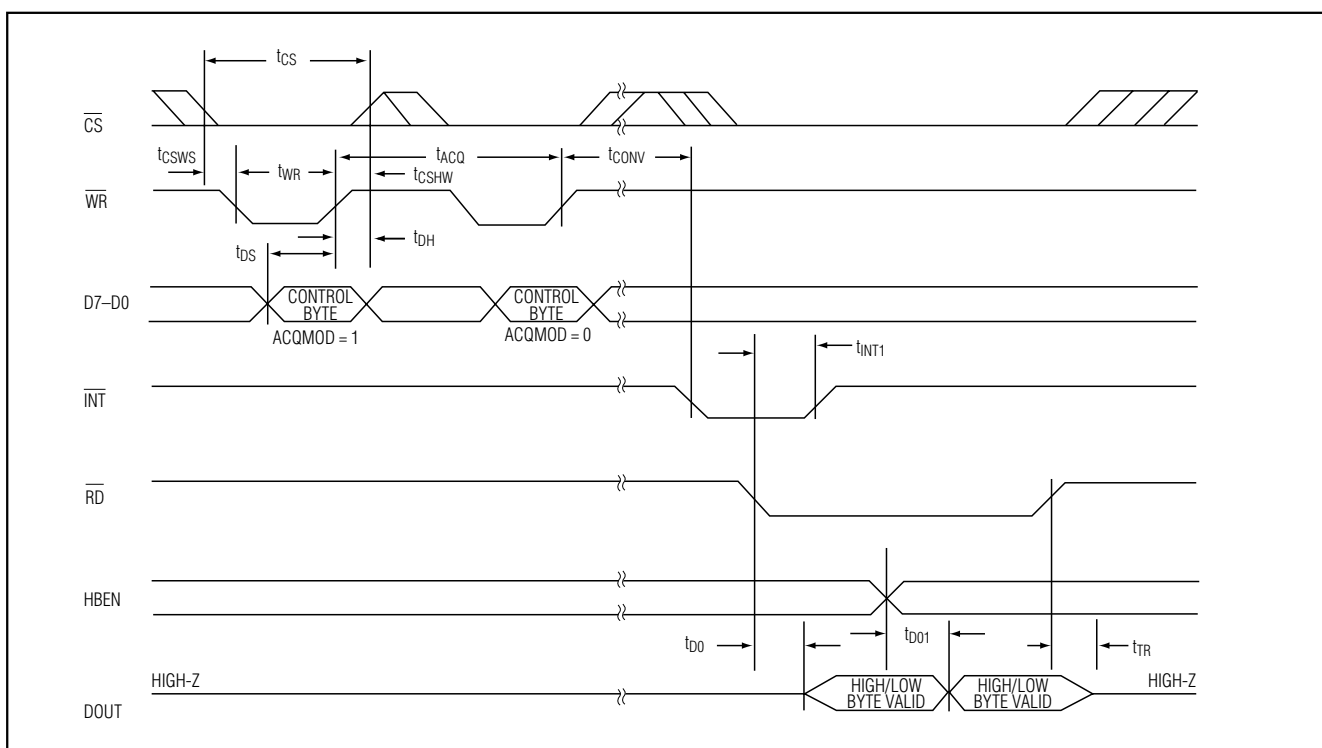 tCS
CS
tCSWS
tWR
tACQ
tCONV
tCSHW
WR
tDH
tDS
D7–D0
CONTROL
BYTE
CONTROL
BYTE
ACQMOD = 1
ACQMOD = 0
tINT1
INT
RD
HBEN
tD0
tD01
tTR
HIGH-Z
HIGH/LOW
BYTE VALID
HIGH/LOW
BYTE VALID
HIGH-Z
DOUT